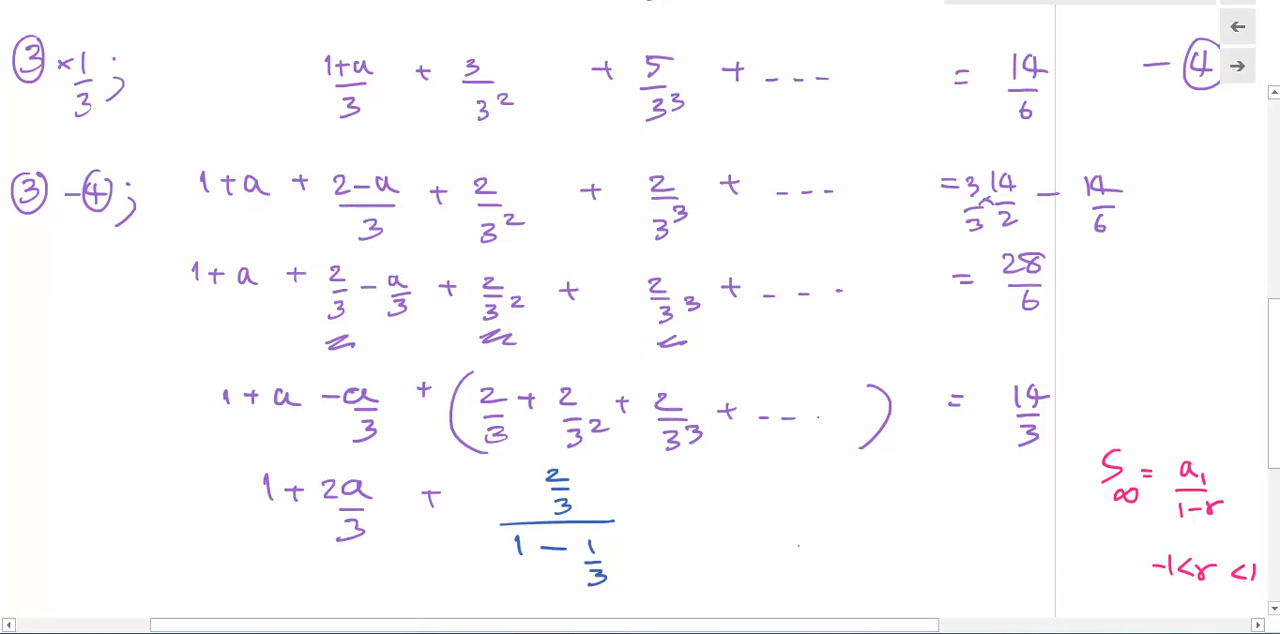 ③ × 1/3 ; (1+a)/3 + 3/3² + 5/3³ + --- = 14/6 — ④
③ - ④ ; 1+a + (2-a)/3 + 2/3² + 2/3³ + --- = 3/3 × 14/2 - 14/6
1+a + 2/3 - a/3 + 2/3² + 2/3³ + --- = 28/6
1+a - a/3 + (2/3 + 2/3² + 2/3³ + ---) = 14/3
1 + 2a/3 + (2/3)/(1 - 1/3)
S∞ = a₁/(1-r)
-1<r<1